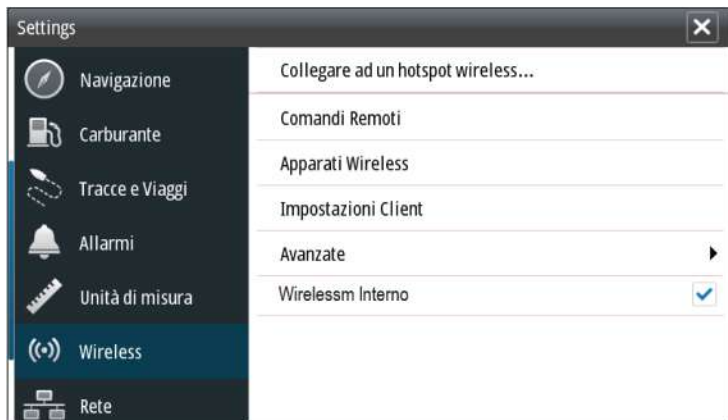 Settings
Navigazione
Carburante
Tracce e Viaggi
Allarmi
Unità di misura
Wireless
Rete
Collegare ad un hotspot wireless...
Comandi Remoti
Apparati Wireless
Impostazioni Client
Avanzate
Wirelessm Interno